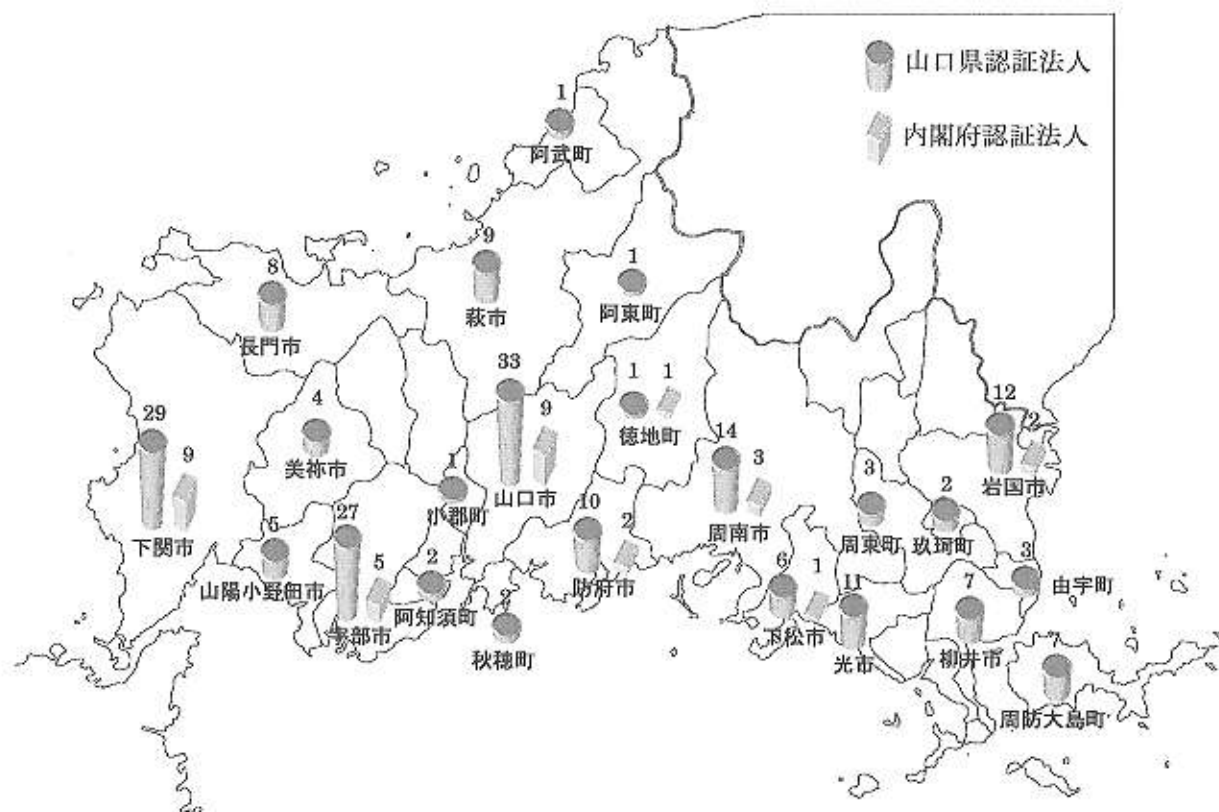 山口県認証法人
内閣府認証法人
1
阿武町
9
萩市
1
阿東町
8
長門市
33
9
山口市
1 1
徳地町
4
美祢市
29
9
下関市
12
2
岩国市
14
3
周南市
3
周東町
2
玖珂町
1
小郡町
10
2
防府市
5
山陽小野田市
27
5
宇部市
2
阿知須町
2
秋穂町
6
1
下松市
11
光市
7
柳井市
3
由宇町
周防大島町